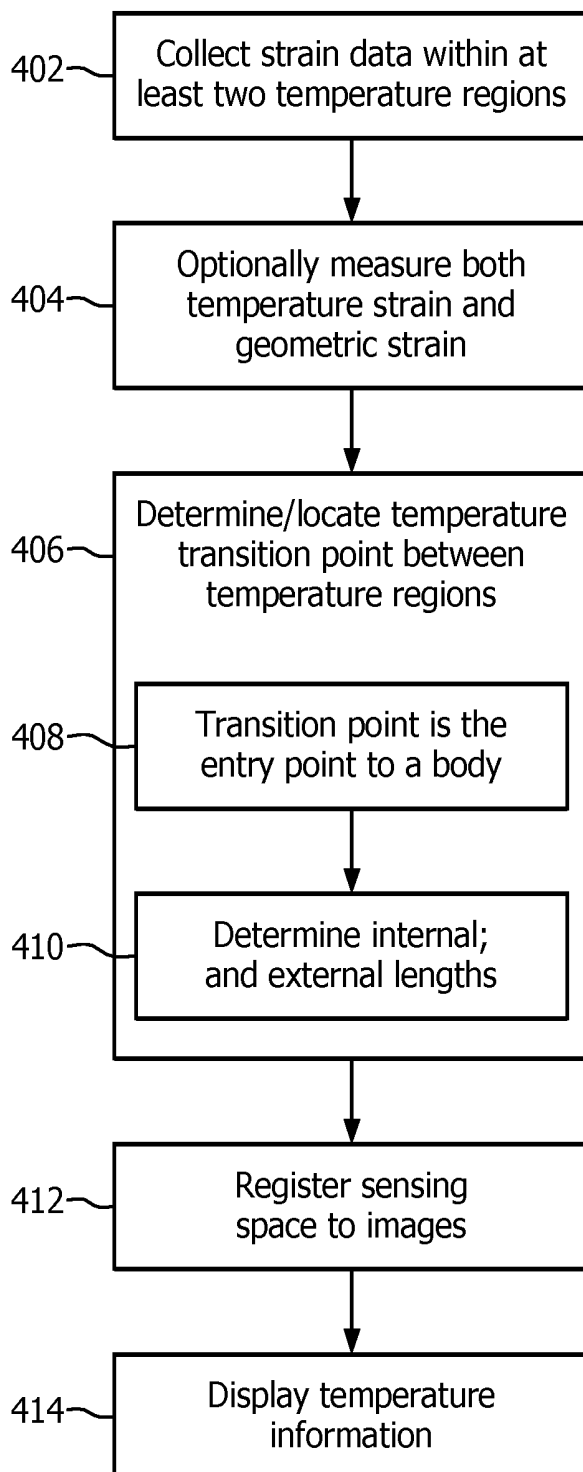 402
Collect strain data within at
least two temperature regions
404
Optionally measure both
temperature strain and
geometric strain
406
Determine/locate temperature
transition point between
temperature regions
408
Transition point is the
entry point to a body
410
Determine internal;
and external lengths
412
Register sensing
space to images
414
Display temperature
information